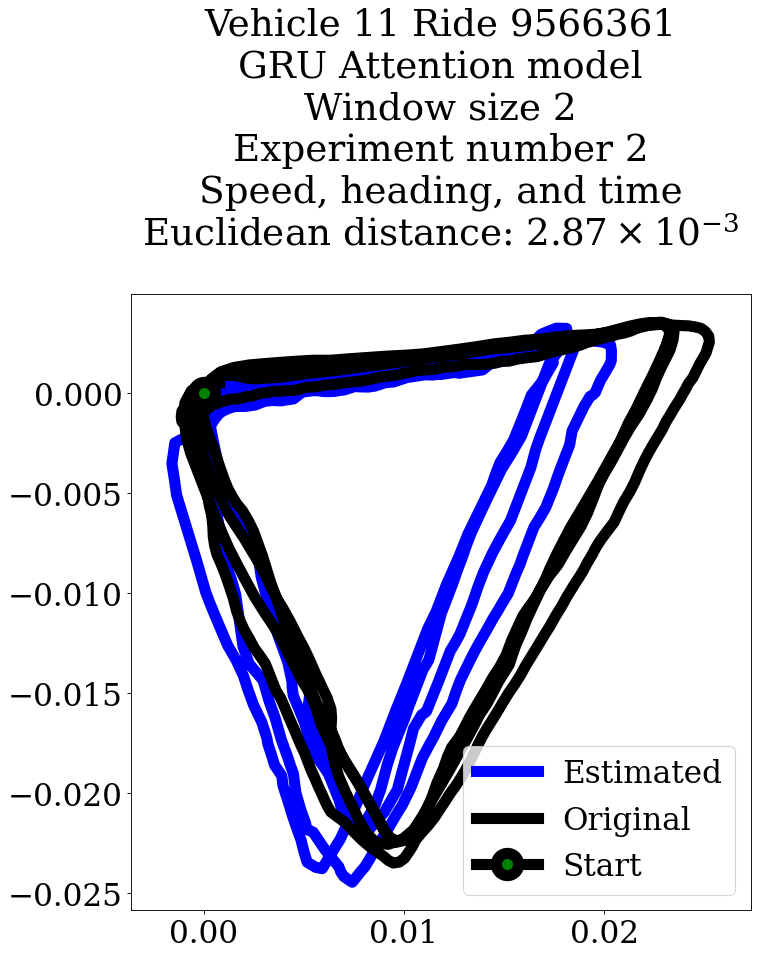 Vehicle 11 Ride 9566361
GRU Attention model
Window size 2
Experiment number 2
Speed, heading, and time
Euclidean distance: 2.87 × 10⁻³
0.000
−0.005
−0.010
−0.015
−0.020
−0.025
0.00 0.01 0.02
Estimated
Original
Start